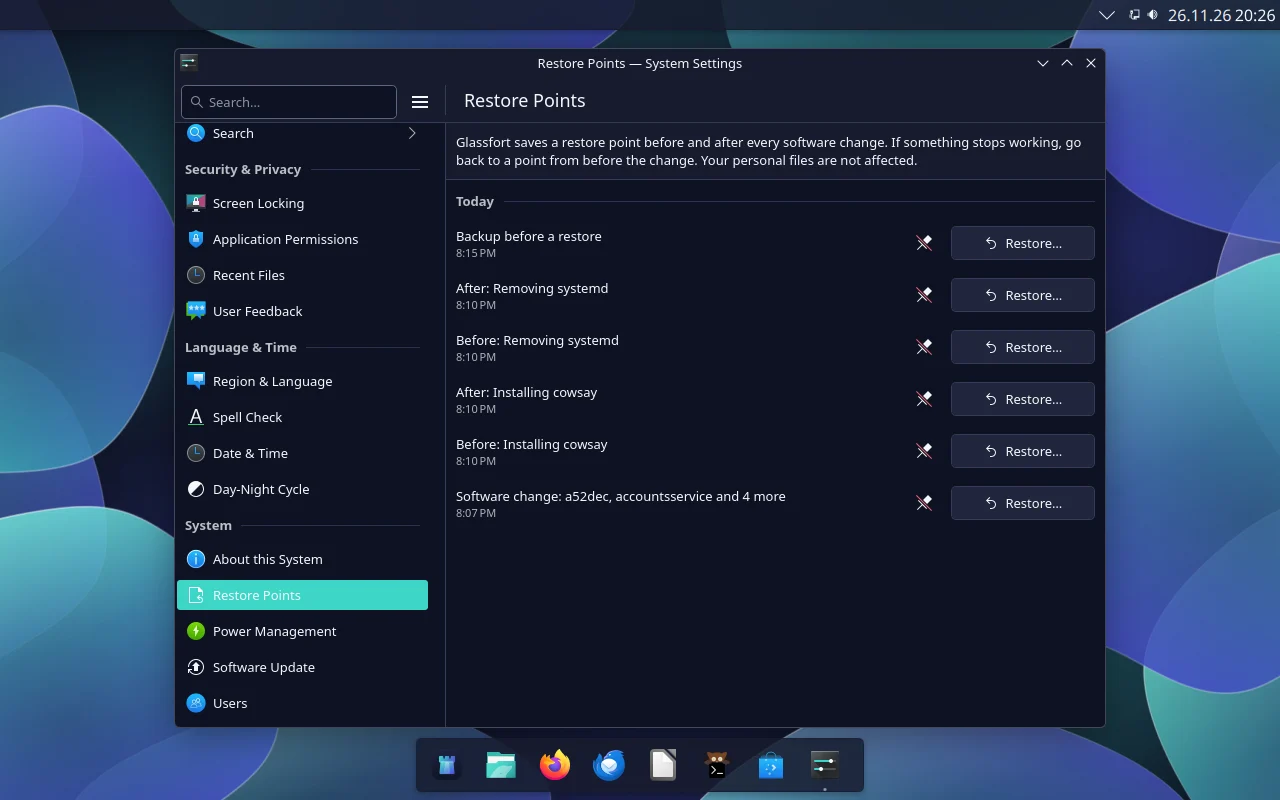 26.11.26 20:26
Restore Points — System Settings
Search...
Restore Points
Search
Security & Privacy
Screen Locking
Application Permissions
Recent Files
User Feedback
Language & Time
Region & Language
Spell Check
Date & Time
Day-Night Cycle
System
About this System
Restore Points
Power Management
Software Update
Users
Glassfort saves a restore point before and after every software change. If something stops working, go
back to a point from before the change. Your personal files are not affected.
Today
Backup before a restore
8:15 PM
Restore...
After: Removing systemd
8:10 PM
Restore...
Before: Removing systemd
8:10 PM
Restore...
After: Installing cowsay
8:10 PM
Restore...
Before: Installing cowsay
8:10 PM
Restore...
Software change: a52dec, accountsservice and 4 more
8:07 PM
Restore...